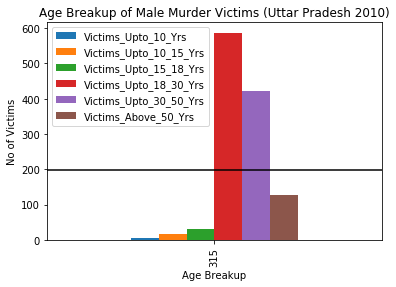 Age Breakup of Male Murder Victims (Uttar Pradesh 2010)
600
500
400
300
200
100
0
No of Victims
Victims_Upto_10_Yrs
Victims_Upto_10_15_Yrs
Victims_Upto_15_18_Yrs
Victims_Upto_18_30_Yrs
Victims_Upto_30_50_Yrs
Victims_Above_50_Yrs
315
Age Breakup